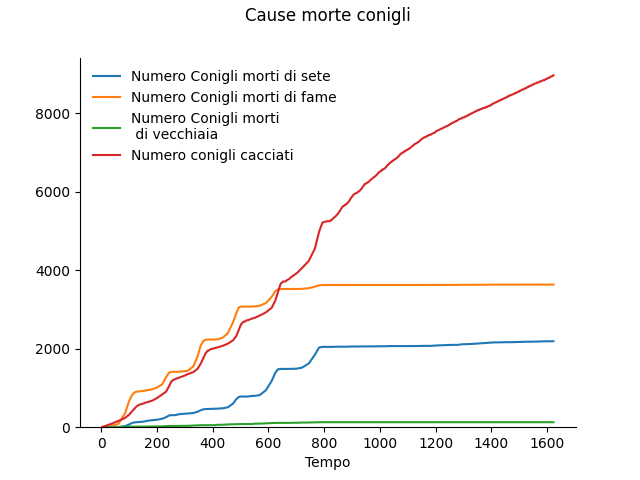 Cause morte conigli
Numero Conigli morti di sete
Numero Conigli morti di fame
Numero Conigli morti
di vecchiaia
Numero conigli cacciati
8000
6000
4000
2000
0
0 200 400 600 800 1000 1200 1400 1600
Tempo